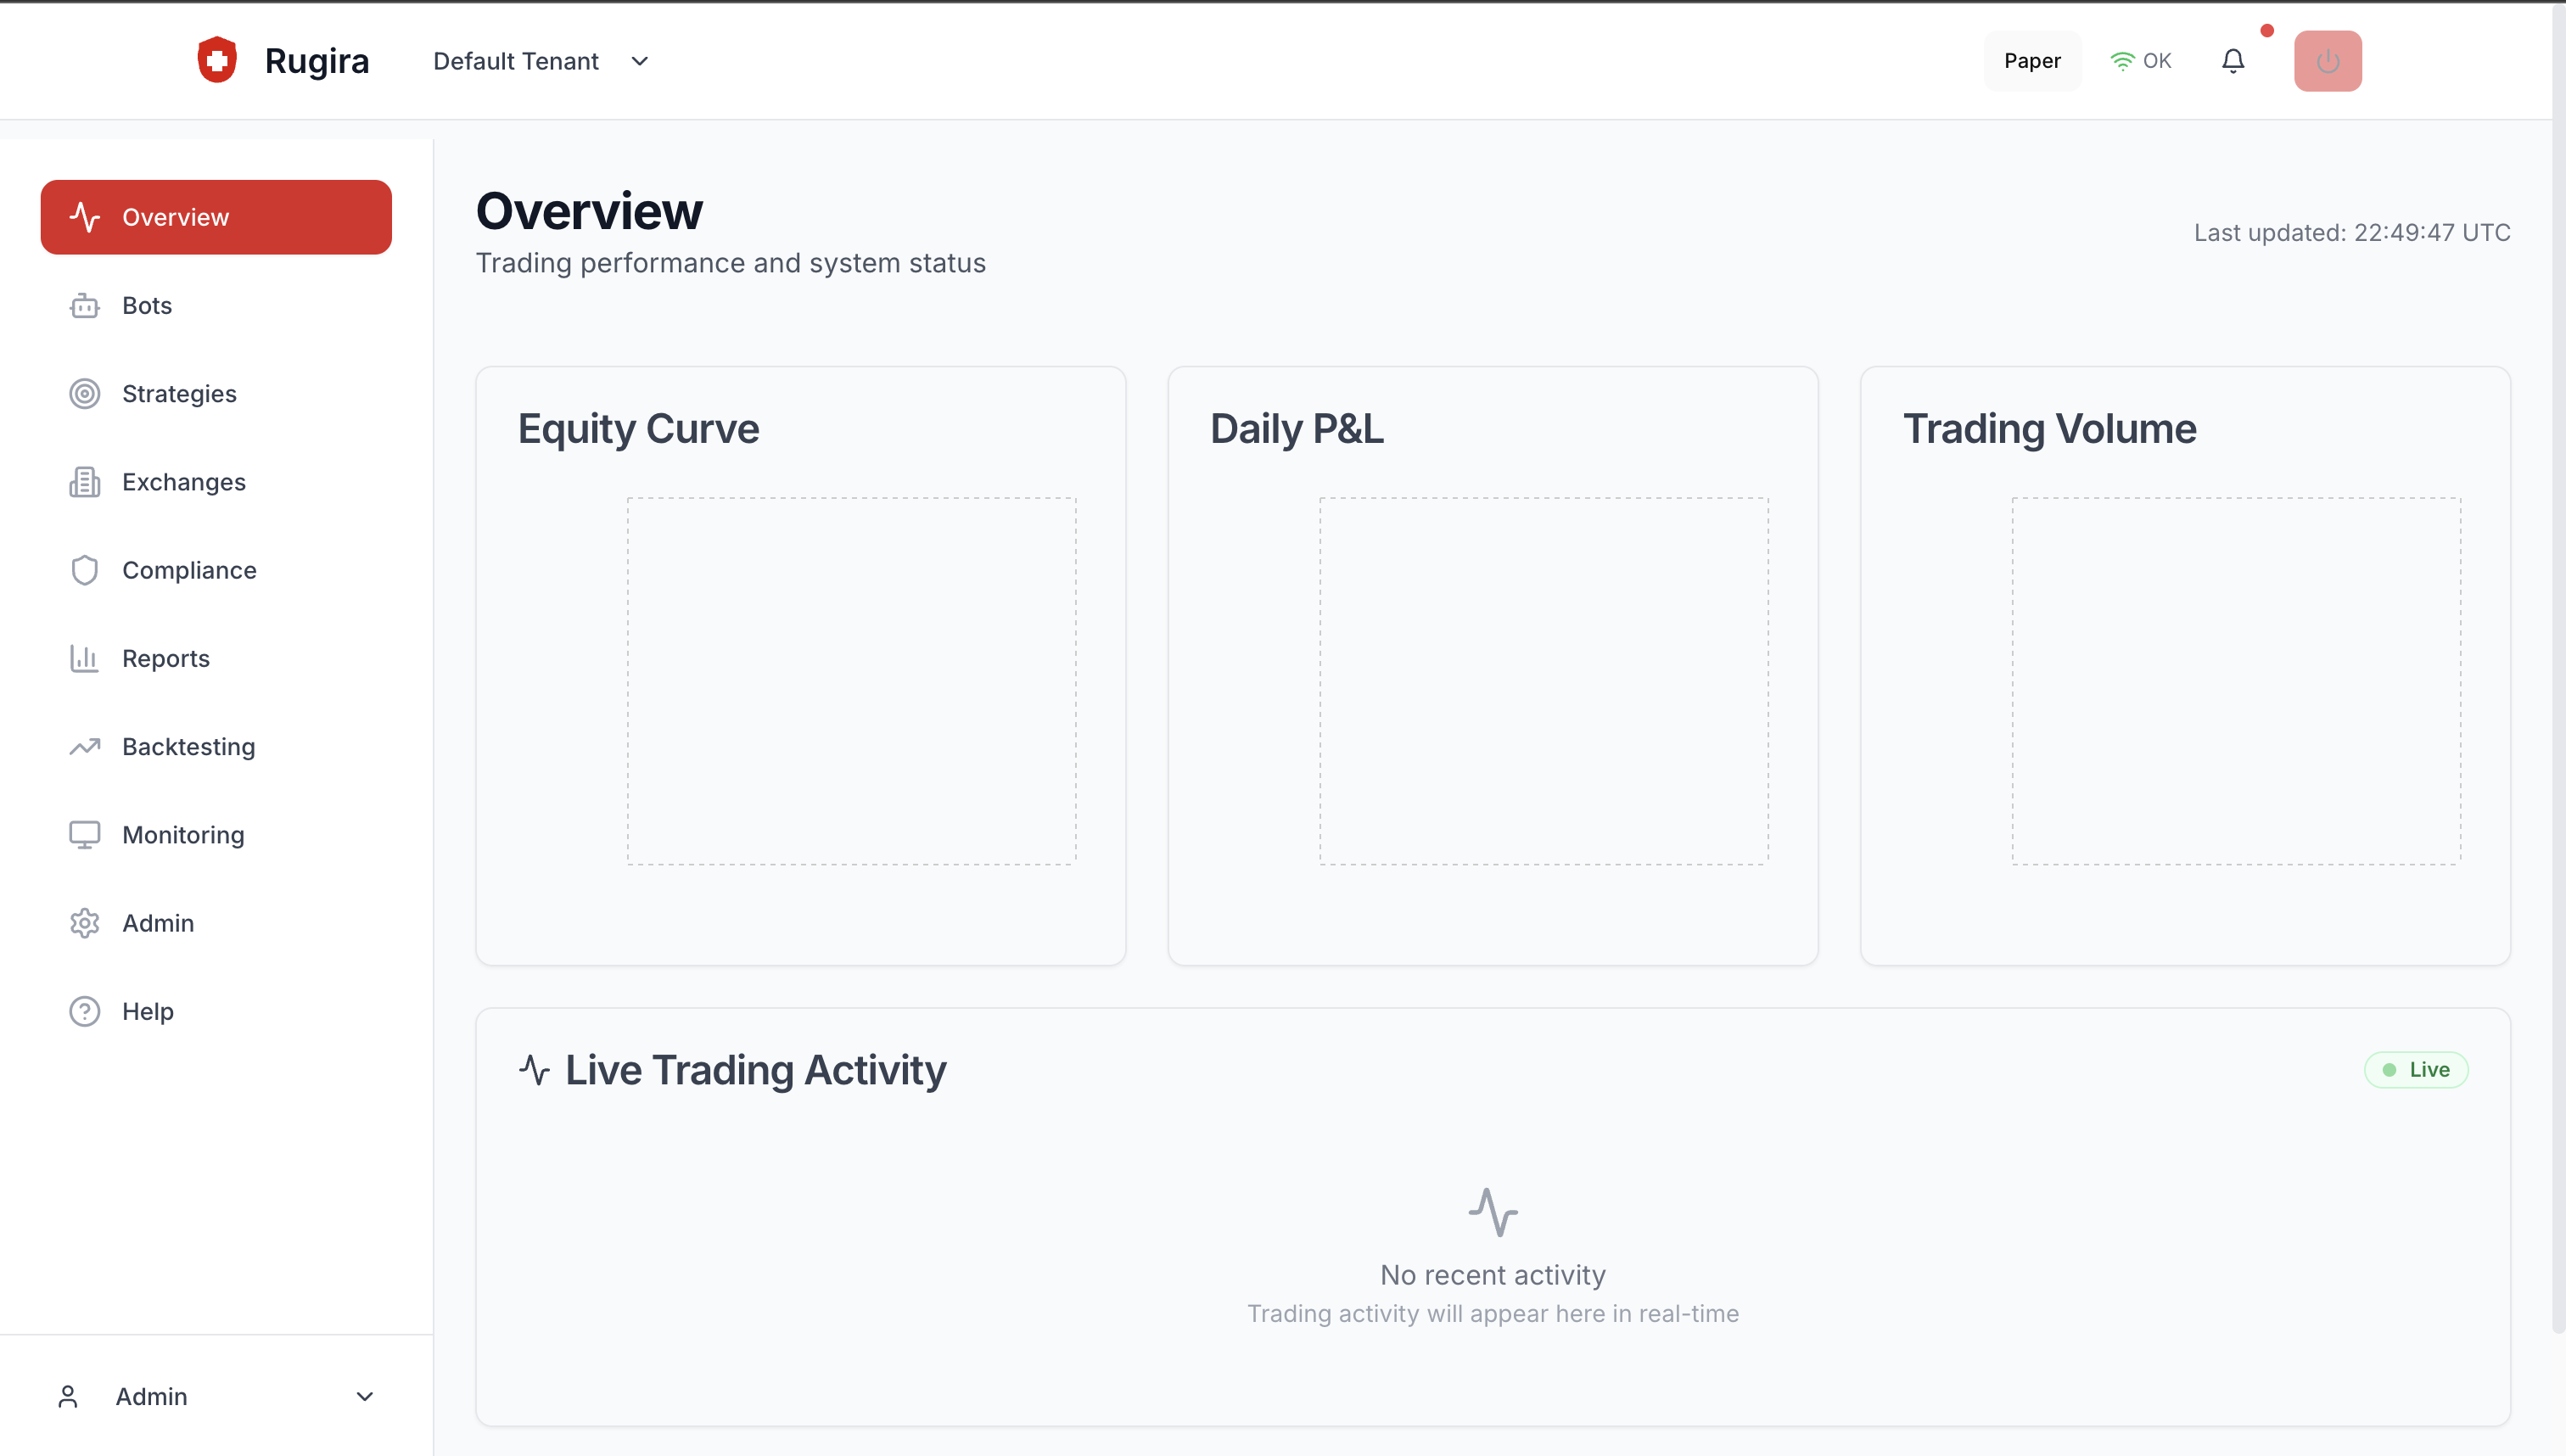 Rugira
Default Tenant
Paper
OK
Overview
Bots
Strategies
Exchanges
Compliance
Reports
Backtesting
Monitoring
Admin
Help
Admin
Overview
Trading performance and system status
Last updated: 22:49:47 UTC
Equity Curve
Daily P&L
Trading Volume
Live Trading Activity
Live
No recent activity
Trading activity will appear here in real-time